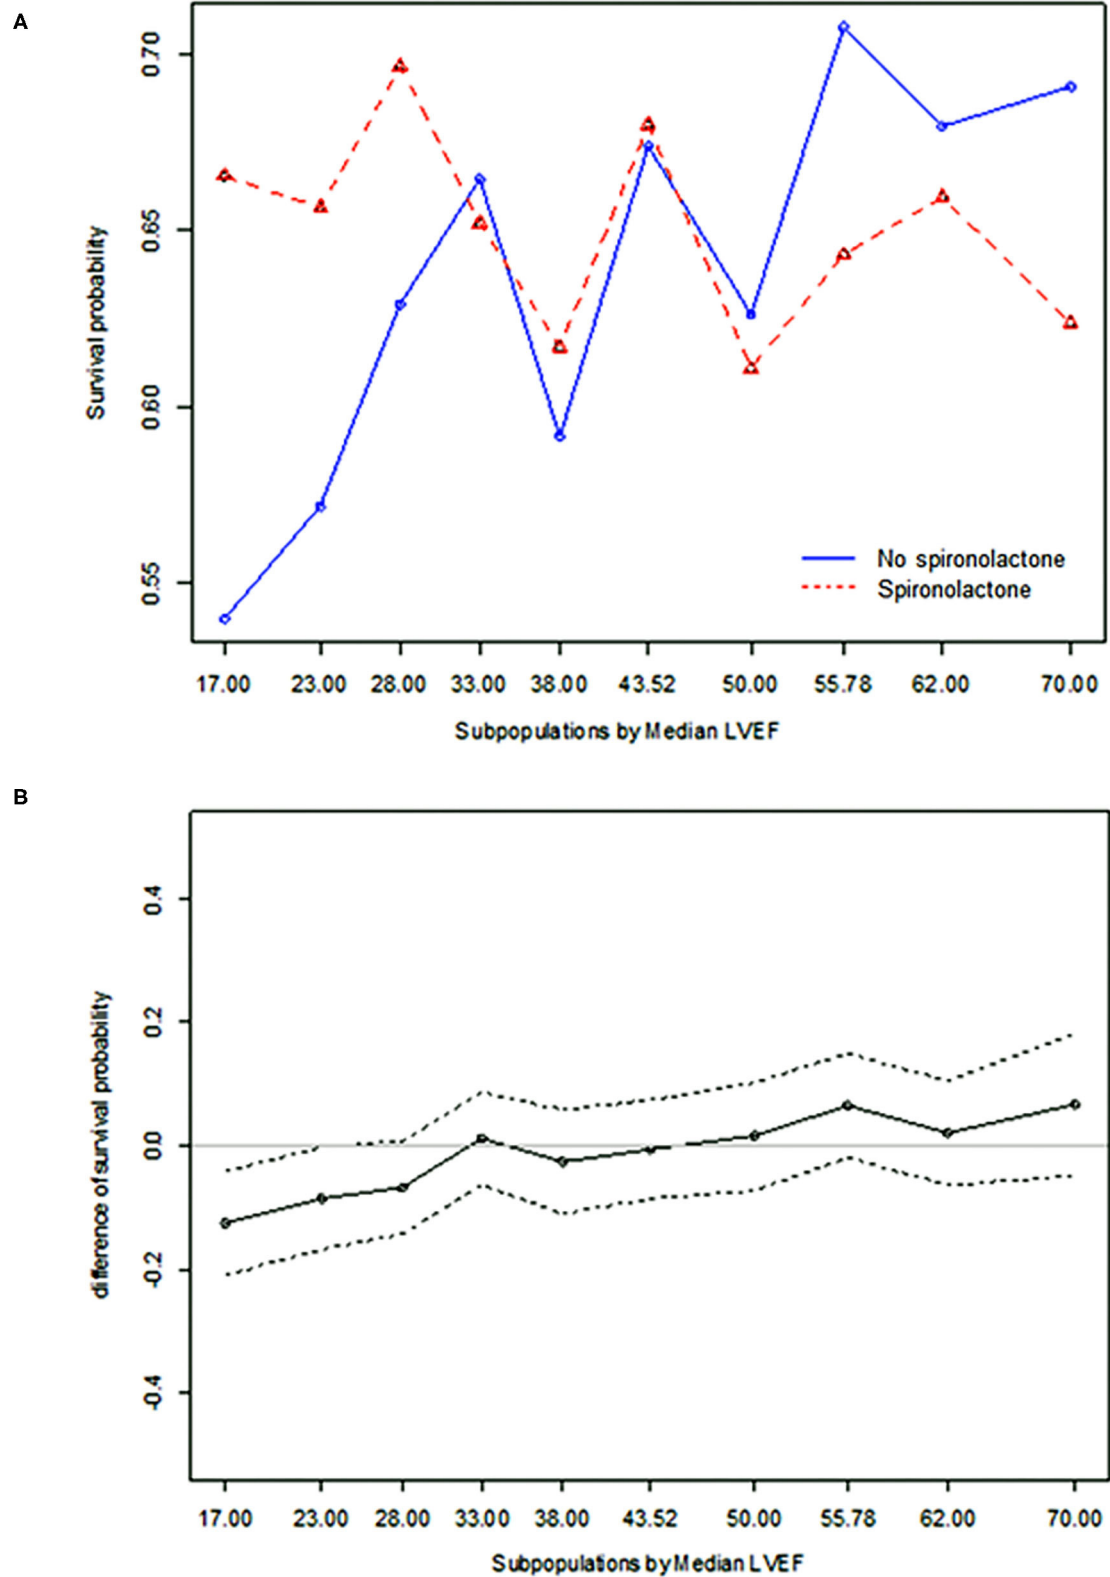 A
Survival probability
0.70
0.65
0.60
0.55
No spironolactone
Spironolactone
17.00 23.00 28.00 33.00 38.00 43.52 50.00 55.78 62.00 70.00
Subpopulations by Median LVEF
B
difference of survival probability
0.4
0.2
0.0
-0.2
-0.4
17.00 23.00 28.00 33.00 38.00 43.52 50.00 55.78 62.00 70.00
Subpopulations by Median LVEF